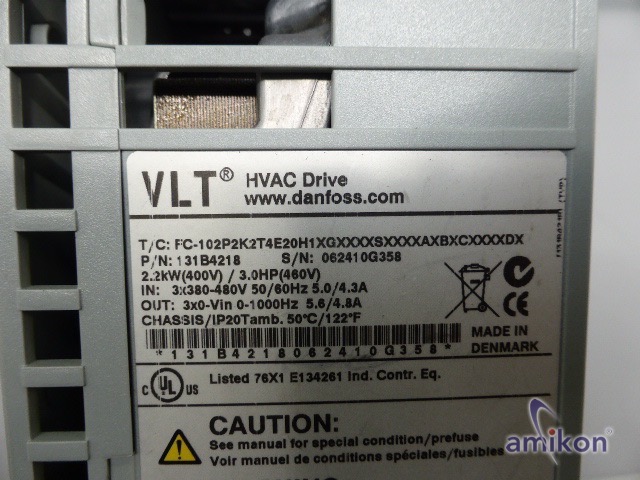 VLT® HVAC Drive
www.danfoss.com
T/C: FC-102P2K2T4E20H1XGXXXXSXXXXAXBXCXXXXDX
P/N: 131B4218 S/N: 062410G358
2.2kW(400V) / 3.0HP(460V)
IN: 3x380-480V 50/60Hz 5.0/4.3A
OUT: 3x0-Vin 0-1000Hz 5.6/4.8A
CHASSIS/IP20Tamb. 50°C/122°F
*131B4218062410G358*
MADE IN
DENMARK
C UL US Listed 76X1 E134261 Ind. Contr. Eq.
CAUTION:
See manual for special condition/prefuse
Voir manuel de conditions spéciales/fusibles
amikon®